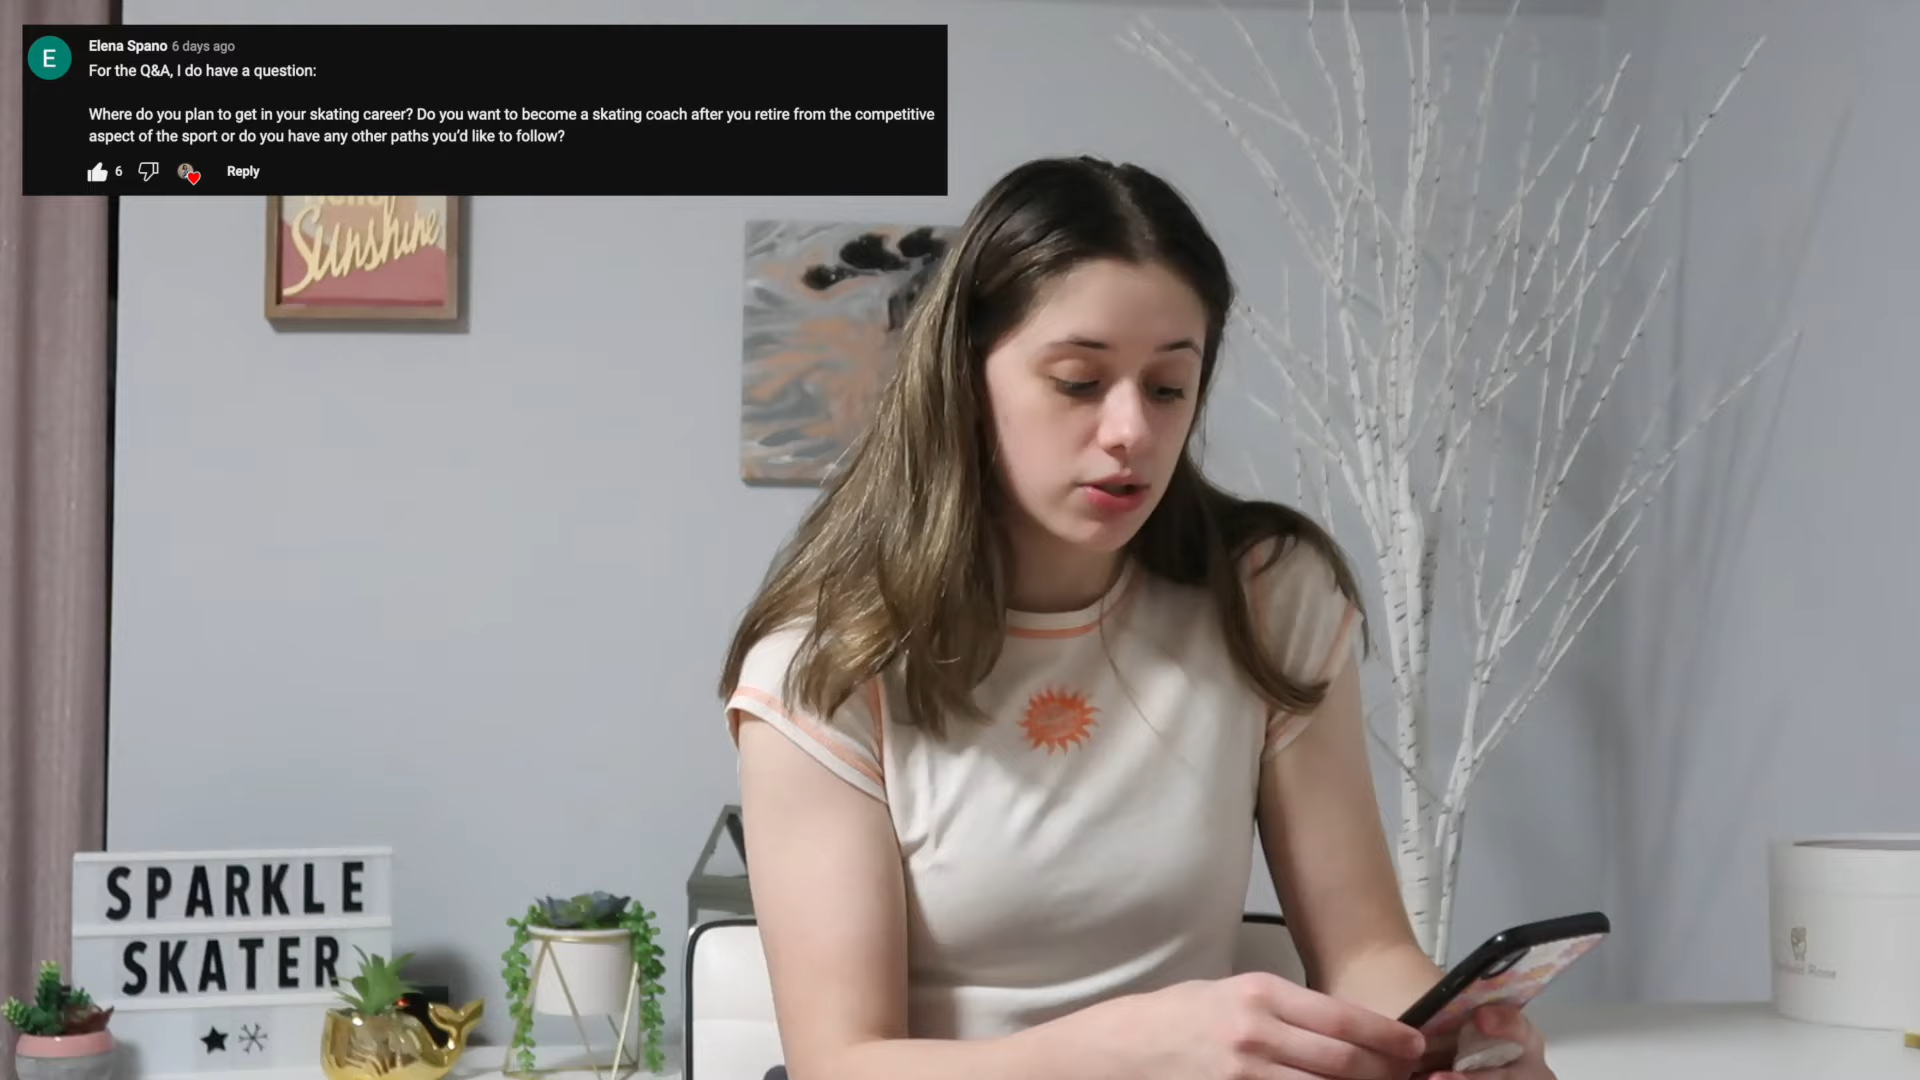 E
Elena Spano 6 days ago
For the Q&A, I do have a question:
Where do you plan to get in your skating career? Do you want to become a skating coach after you retire from the competitive
aspect of the sport or do you have any other paths you'd like to follow?
6 Reply
Sunshine
SPARKLE
SKATER